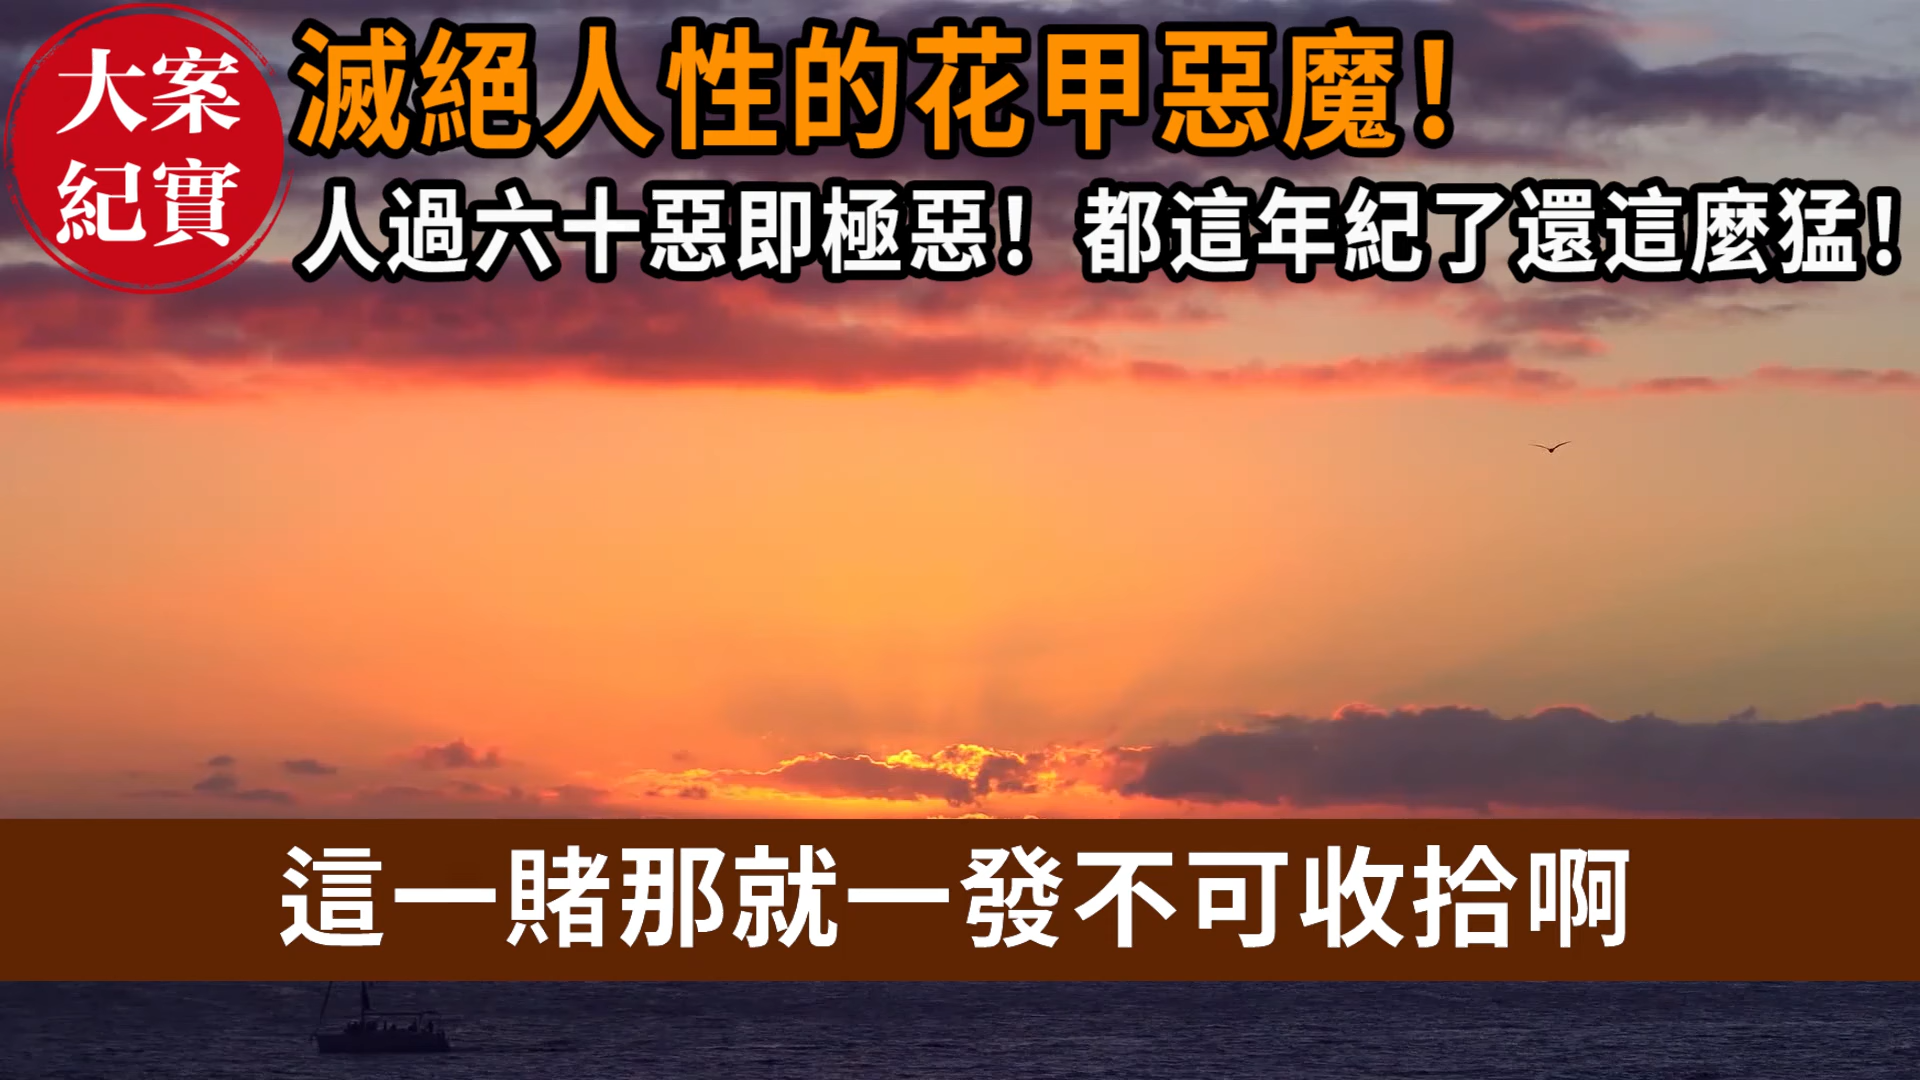 大案
紀實
滅絕人性的花甲惡魔！
人過六十惡即極惡！都這年紀了還這麼猛！
這一賭那就一發不可收拾啊